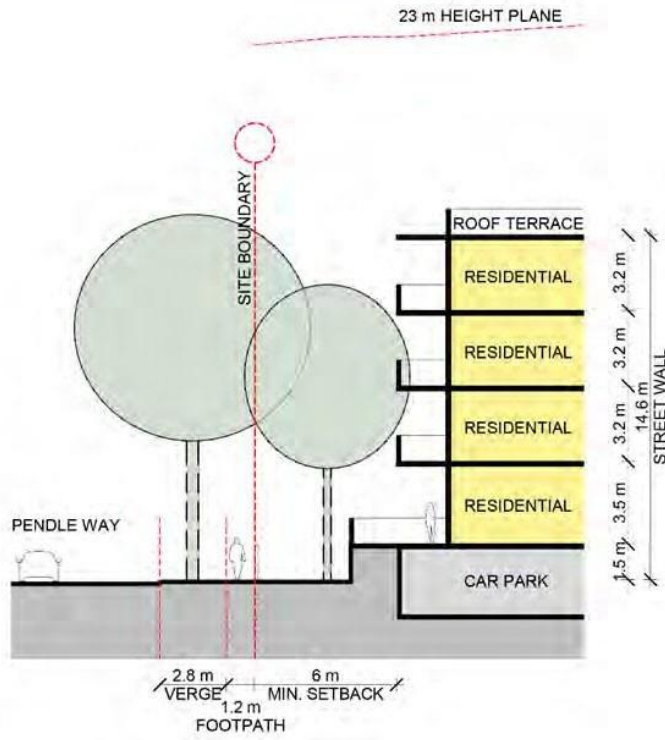 23 m HEIGHT PLANE
SITE BOUNDARY
ROOF TERRACE
RESIDENTIAL
3.2 m
RESIDENTIAL
3.2 m
RESIDENTIAL
3.2 m
RESIDENTIAL
3.5 m
14.6 m
STREET WALL
PENDLE WAY
CAR PARK
1.5 m
2.8 m
VERGE
1.2 m
FOOTPATH
6 m
MIN. SETBACK